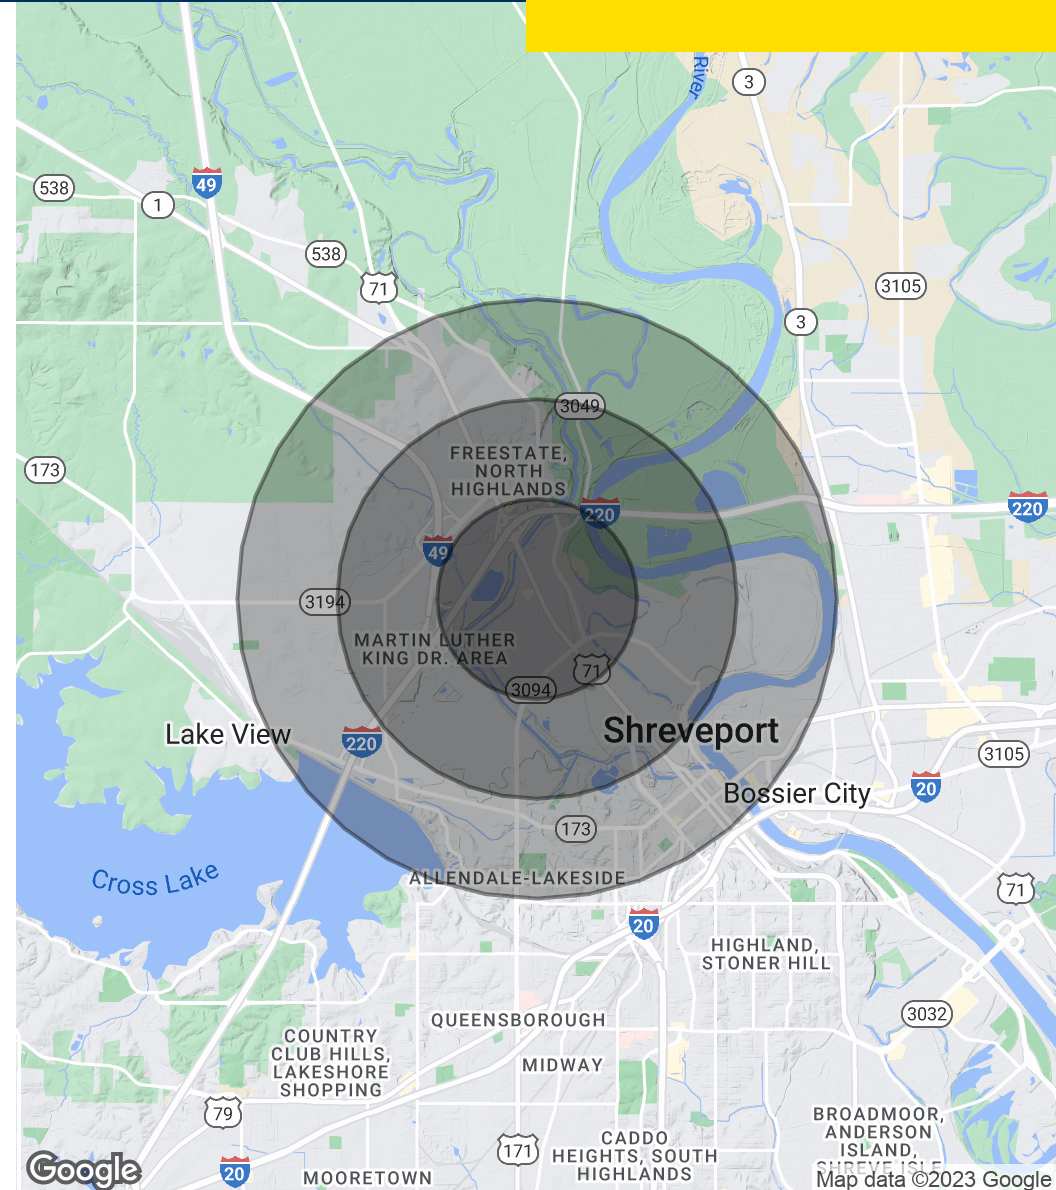 River
3
49
538
1
538
71
3105
3
3049
FREESTATE,
NORTH
HIGHLANDS
173
220
220
49
3194
MARTIN LUTHER
KING DR. AREA
71
3094
Lake View
Shreveport
220
3105
Bossier City
20
173
Cross Lake
ALLENDALE-LAKESIDE
71
20
HIGHLAND,
STONER HILL
3032
QUEENSBOROUGH
COUNTRY
CLUB HILLS,
LAKESHORE
SHOPPING
MIDWAY
79
BROADMOOR,
ANDERSON
ISLAND,
SHREVE ISLE
171
CADDO
HEIGHTS, SOUTH
HIGHLANDS
Google
20
MOORETOWN
Map data ©2023 Google